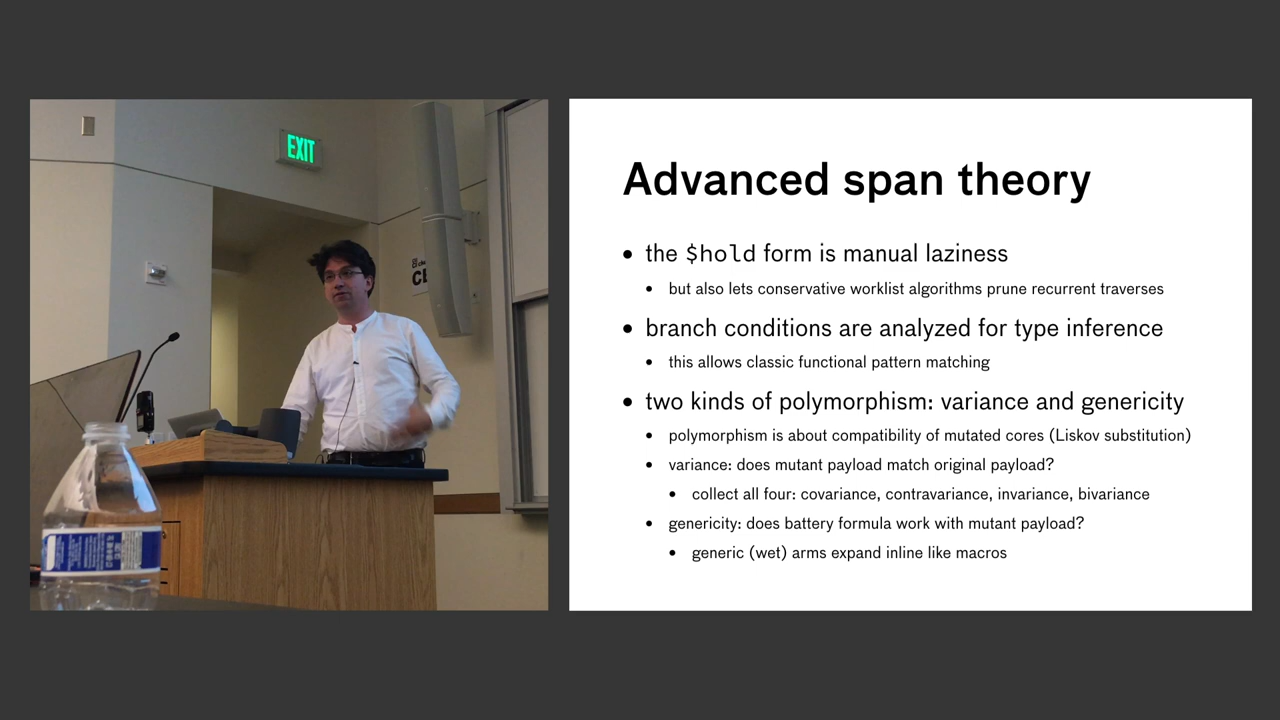 EXIT
CE
Advanced span theory
• the $hold form is manual laziness
• but also lets conservative worklist algorithms prune recurrent traverses
• branch conditions are analyzed for type inference
• this allows classic functional pattern matching
• two kinds of polymorphism: variance and genericity
• polymorphism is about compatibility of mutated cores (Liskov substitution)
• variance: does mutant payload match original payload?
• collect all four: covariance, contravariance, invariance, bivariance
• genericity: does battery formula work with mutant payload?
• generic (wet) arms expand inline like macros